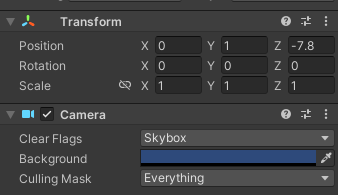 Transform
Position X 0 Y 1 Z -7.8
Rotation X 0 Y 0 Z 0
Scale X 1 Y 1 Z 1
Camera
Clear Flags Skybox
Background
Culling Mask Everything